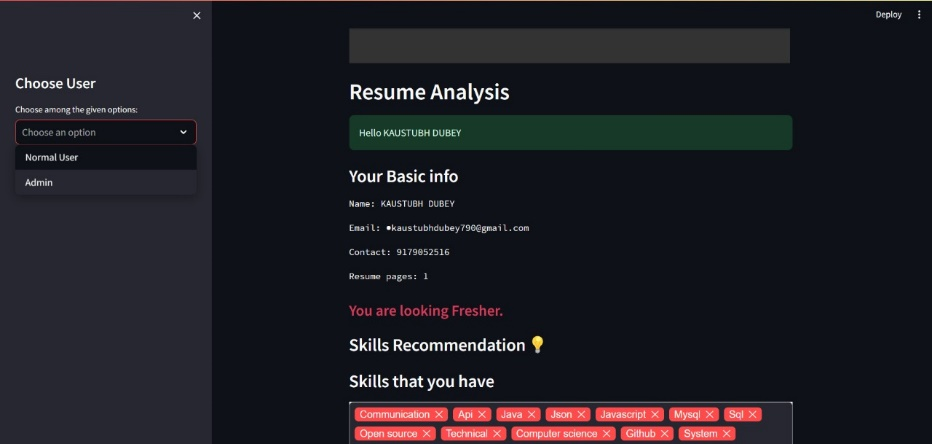 Deploy
Choose User
Choose among the given options:
Choose an option
Normal User
Admin
Resume Analysis
Hello KAUSTUBH DUBEY
Your Basic info
Name: KAUSTUBH DUBEY
Email: ●kaustubhdubey790@gmail.com
Contact: 9179052516
Resume pages: 1
You are looking Fresher.
Skills Recommendation 💡
Skills that you have
Communication Api Java Json Javascript Mysql Sql
Open source Technical Computer science Github System